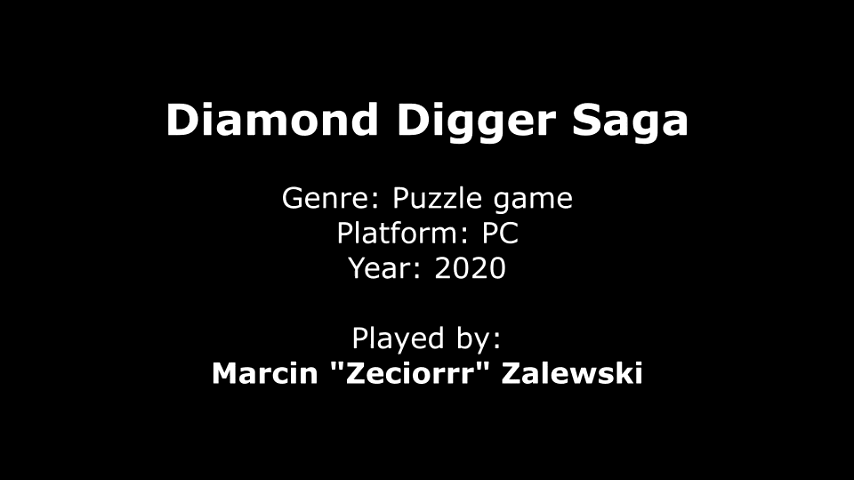 Diamond Digger Saga
Genre: Puzzle game
Platform: PC
Year: 2020
Played by:
Marcin "Zeciorrr" Zalewski